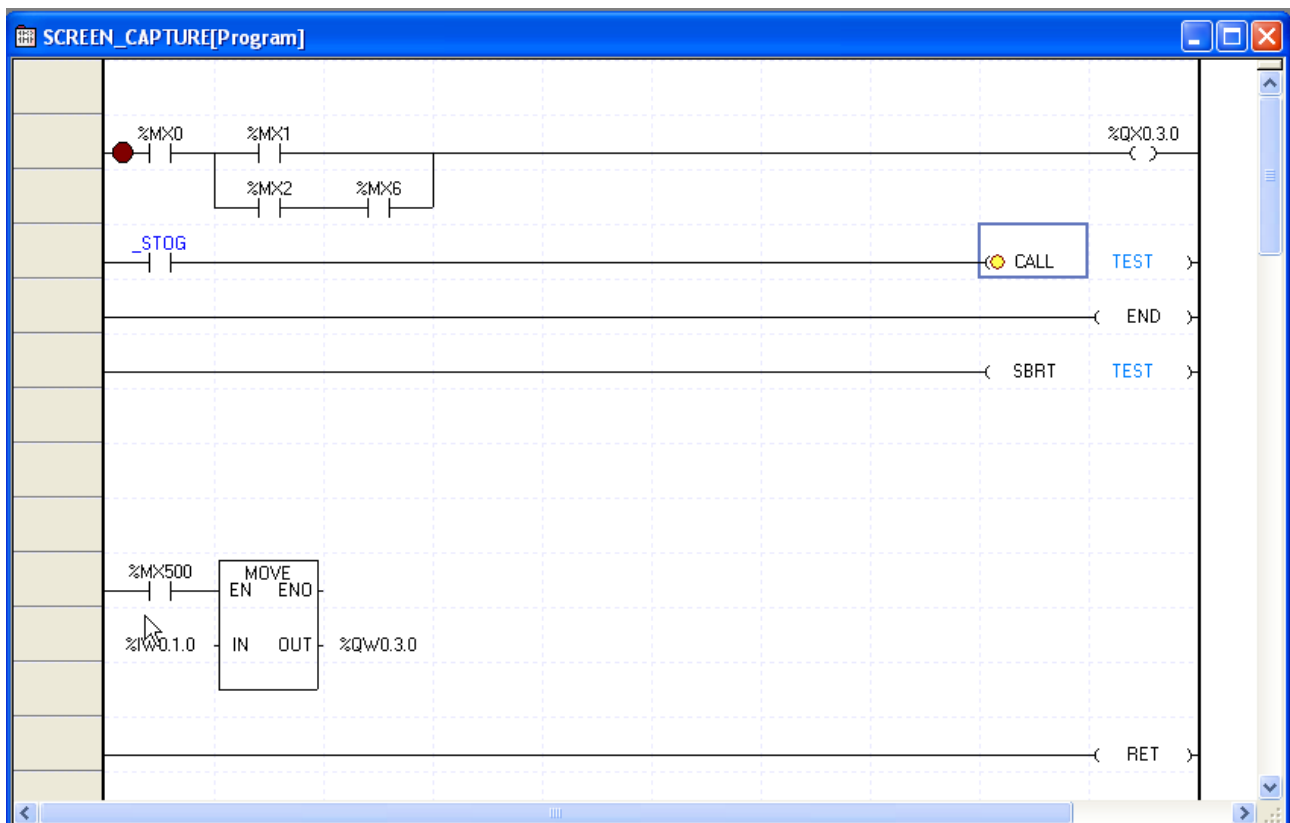 SCREEN_CAPTURE[Program]
%MX0 %MX1 %QX0.3.0
%MX2 %MX6
_STOG
CALL TEST
END
SBRT TEST
%MX500 MOVE
EN ENO
%IW0.1.0 IN OUT %QW0.3.0
RET